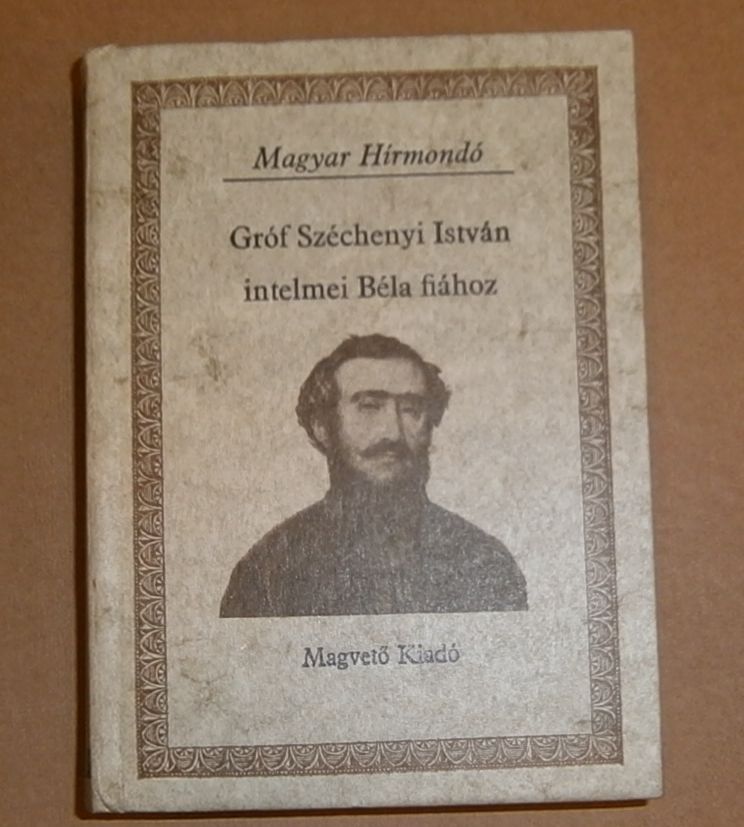 Magyar Hírmondó
Gróf Széchenyi István
intelmei Béla fiához
Magvető Kiadó